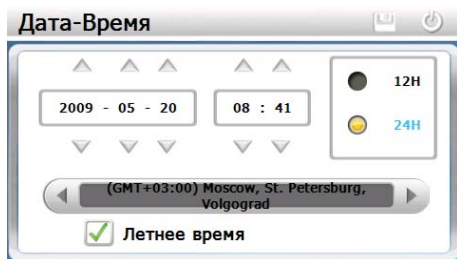 Дата-Время
2009 - 05 - 20
08 : 41
12H
24H
(GMT+03:00) Moscow, St. Petersburg,
Volgograd
Летнее время